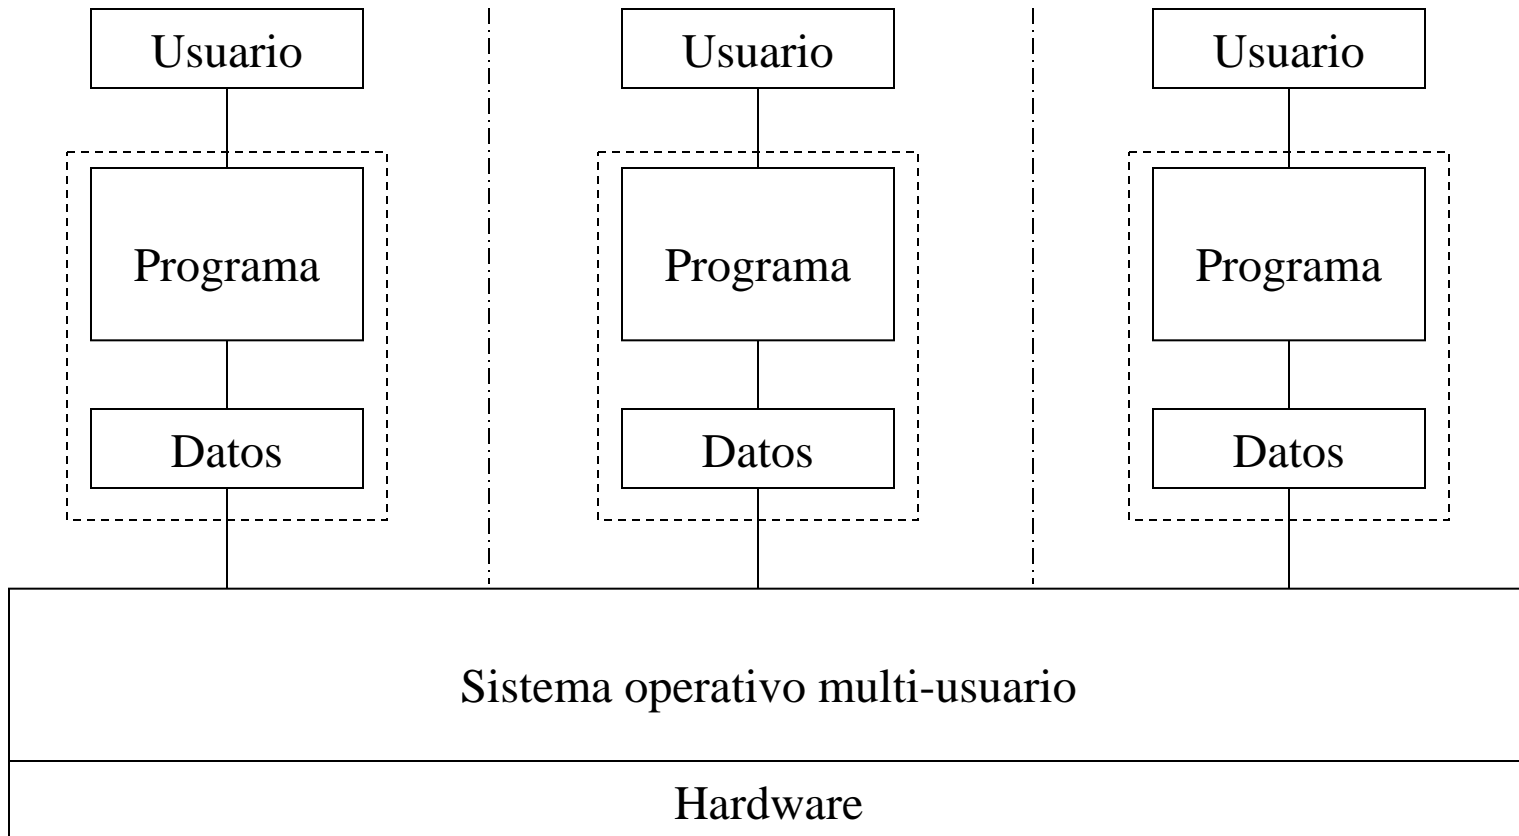 Usuario
Usuario
Usuario
Programa
Programa
Programa
Datos
Datos
Datos
Sistema operativo multi-usuario
Hardware